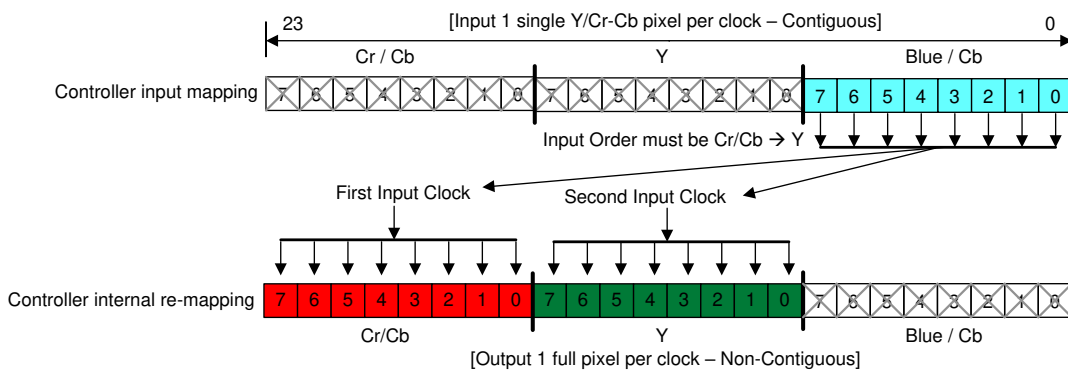 [Input 1 single Y/Cr-Cb pixel per clock – Contiguous]
23 0
Cr / Cb Y Blue / Cb
Controller input mapping 7 6 5 4 3 2 1 0 7 6 5 4 3 2 1 0 7 6 5 4 3 2 1 0
Input Order must be Cr/Cb → Y
First Input Clock Second Input Clock
Controller internal re-mapping 7 6 5 4 3 2 1 0 7 6 5 4 3 2 1 0 7 6 5 4 3 2 1 0
Cr/Cb Y Blue / Cb
[Output 1 full pixel per clock – Non-Contiguous]